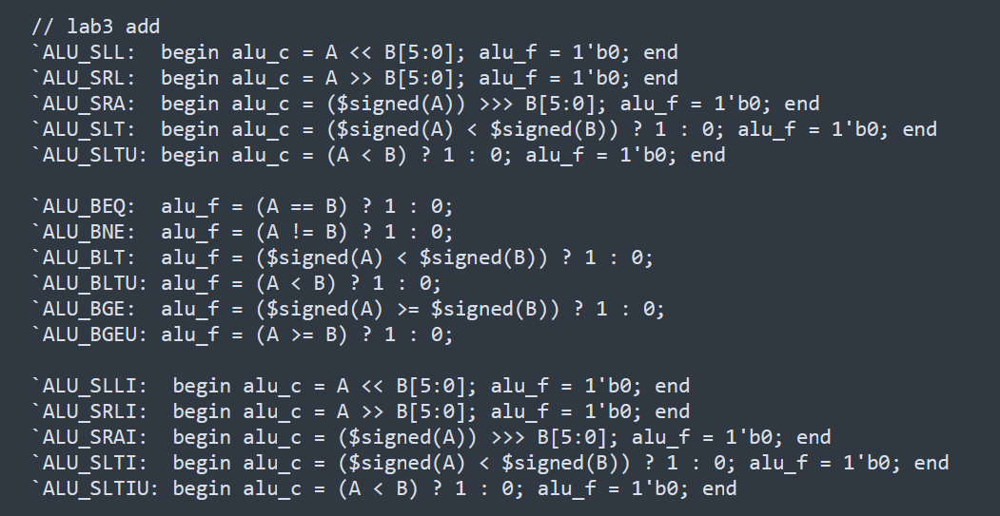 // lab3 add
`ALU_SLL:  begin alu_c = A << B[5:0]; alu_f = 1'b0; end
`ALU_SRL:  begin alu_c = A >> B[5:0]; alu_f = 1'b0; end
`ALU_SRA:  begin alu_c = ($signed(A)) >>> B[5:0]; alu_f = 1'b0; end
`ALU_SLT:  begin alu_c = ($signed(A) < $signed(B)) ? 1 : 0; alu_f = 1'b0; end
`ALU_SLTU: begin alu_c = (A < B) ? 1 : 0; alu_f = 1'b0; end

`ALU_BEQ:  alu_f = (A == B) ? 1 : 0;
`ALU_BNE:  alu_f = (A != B) ? 1 : 0;
`ALU_BLT:  alu_f = ($signed(A) < $signed(B)) ? 1 : 0;
`ALU_BLTU: alu_f = (A < B) ? 1 : 0;
`ALU_BGE:  alu_f = ($signed(A) >= $signed(B)) ? 1 : 0;
`ALU_BGEU: alu_f = (A >= B) ? 1 : 0;

`ALU_SLLI:  begin alu_c = A << B[5:0]; alu_f = 1'b0; end
`ALU_SRLI:  begin alu_c = A >> B[5:0]; alu_f = 1'b0; end
`ALU_SRAI:  begin alu_c = ($signed(A)) >>> B[5:0]; alu_f = 1'b0; end
`ALU_SLTI:  begin alu_c = ($signed(A) < $signed(B)) ? 1 : 0; alu_f = 1'b0; end
`ALU_SLTIU: begin alu_c = (A < B) ? 1 : 0; alu_f = 1'b0; end